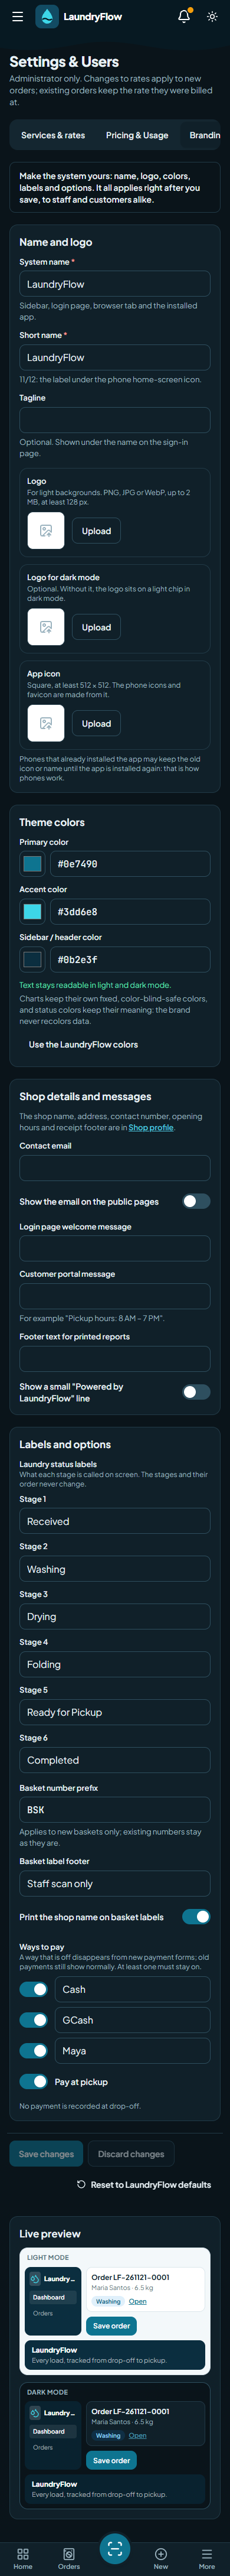 LaundryFlow
Settings & Users
Administrator only. Changes to rates apply to new
orders; existing orders keep the rate they were billed
at.
Services & rates
Pricing & Usage
Brandin
Make the system yours: name, logo, colors,
labels and options. It all applies right after you
save, to staff and customers alike.
Name and logo
System name *
LaundryFlow
Sidebar, login page, browser tab and the installed
app.
Short name *
LaundryFlow
11/12: the label under the phone home-screen icon.
Tagline
Optional. Shown under the name on the sign-in
page.
Logo
For light backgrounds. PNG, JPG or WebP, up to 2
MB, at least 128 px.
Upload
Logo for dark mode
Optional. Without it, the logo sits on a light chip in
dark mode.
Upload
App icon
Square, at least 512 × 512. The phone icons and
favicon are made from it.
Upload
Phones that already installed the app may keep the old
icon or name until the app is installed again: that is how
phones work.
Theme colors
Primary color
#0e7490
Accent color
#3dd6e8
Sidebar / header color
#0b2e3f
Text stays readable in light and dark mode.
Charts keep their own fixed, color-blind-safe colors,
and status colors keep their meaning: the brand
never recolors data.
Use the LaundryFlow colors
Shop details and messages
The shop name, address, contact number, opening
hours and receipt footer are in Shop profile.
Contact email
Show the email on the public pages
Login page welcome message
Customer portal message
For example "Pickup hours: 8 AM – 7 PM".
Footer text for printed reports
Show a small "Powered by
LaundryFlow" line
Labels and options
Laundry status labels
What each stage is called on screen. The stages and their
order never change.
Stage 1
Received
Stage 2
Washing
Stage 3
Drying
Stage 4
Folding
Stage 5
Ready for Pickup
Stage 6
Completed
Basket number prefix
BSK
Applies to new baskets only; existing numbers stay
as they are.
Basket label footer
Staff scan only
Print the shop name on basket labels
Ways to pay
A way that is off disappears from new payment forms; old
payments still show normally. At least one must stay on.
Cash
GCash
Maya
Pay at pickup
No payment is recorded at drop-off.
Save changes
Discard changes
Reset to LaundryFlow defaults
Live preview
LIGHT MODE
Laundry…
Dashboard
Orders
Order LF-261121-0001
Maria Santos · 6.5 kg
Washing
Open
Save order
LaundryFlow
Every load, tracked from drop-off to pickup.
DARK MODE
Laundry…
Dashboard
Orders
Order LF-261121-0001
Maria Santos · 6.5 kg
Washing
Open
Save order
LaundryFlow
Every load, tracked from drop-off to pickup.
Home
Orders
New
More